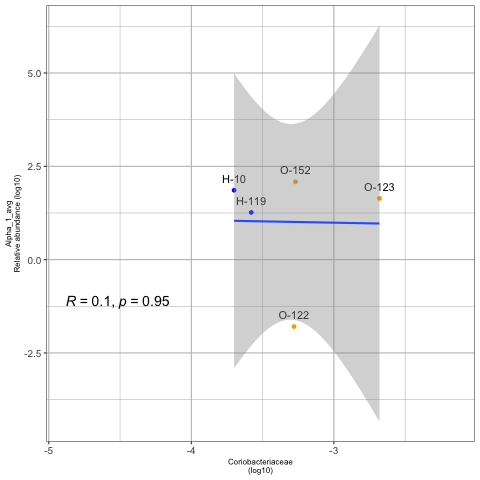 Alpha_1_avg
Relative abundance (log10)
5.0
2.5
0.0
-2.5
H-10
H-119
O-152
O-123
O-122
R = 0.1, p = 0.95
-5
-4
-3
Coriobacteriaceae
(log10)